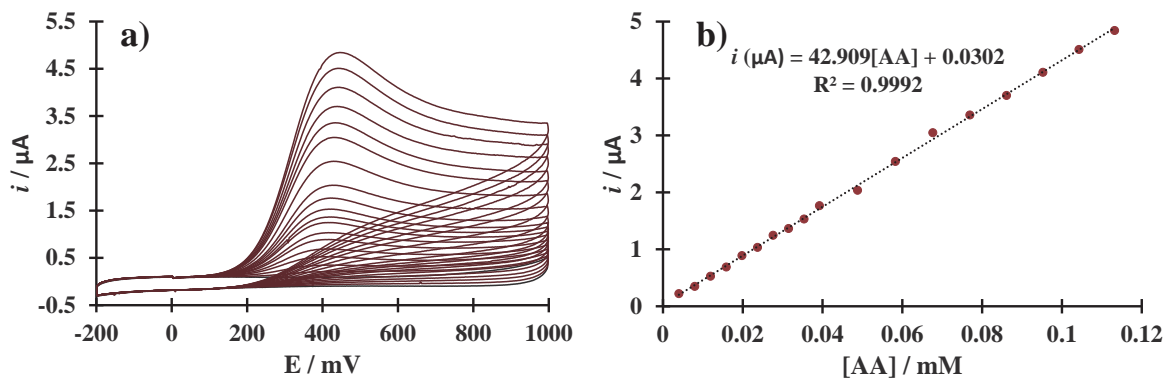 a)
5.5
4.5
3.5
2.5
1.5
0.5
-0.5
i / μA
-200 0 200 400 600 800 1000
E / mV
b)
i (μA) = 42.909[AA] + 0.0302
R² = 0.9992
5
4
3
2
1
0
i / μA
0 0.02 0.04 0.06 0.08 0.1 0.12
[AA] / mM